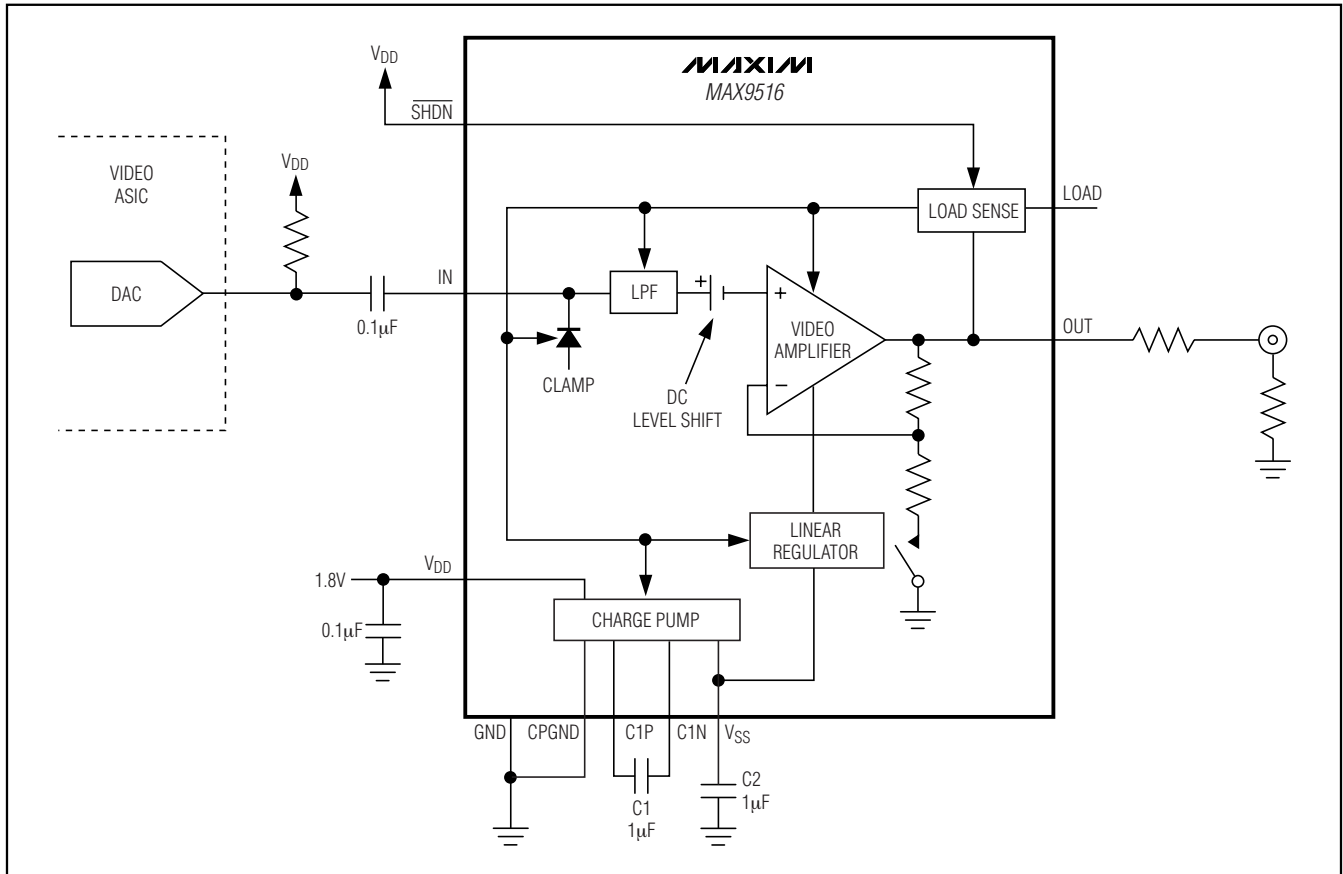 MAXIM
MAX9516
VDD
SHDN
VIDEO
ASIC
VDD
DAC
0.1µF
IN
LPF
+
CLAMP
DC
LEVEL SHIFT
+
−
VIDEO
AMPLIFIER
LOAD SENSE
LOAD
OUT
LINEAR
REGULATOR
1.8V
VDD
0.1µF
CHARGE PUMP
GND
CPGND
C1P
C1N
VSS
C1
1µF
C2
1µF